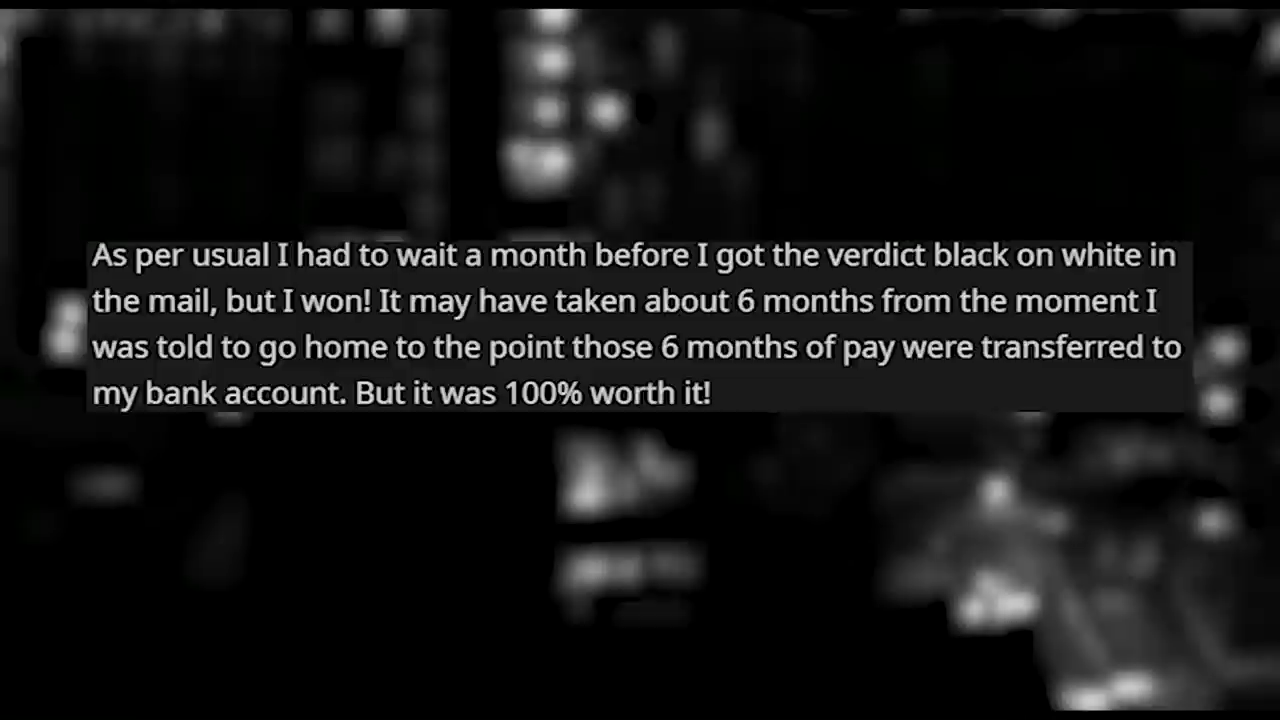 As per usual I had to wait a month before I got the verdict black on white in
the mail, but I won! It may have taken about 6 months from the moment I
was told to go home to the point those 6 months of pay were transferred to
my bank account. But it was 100% worth it!